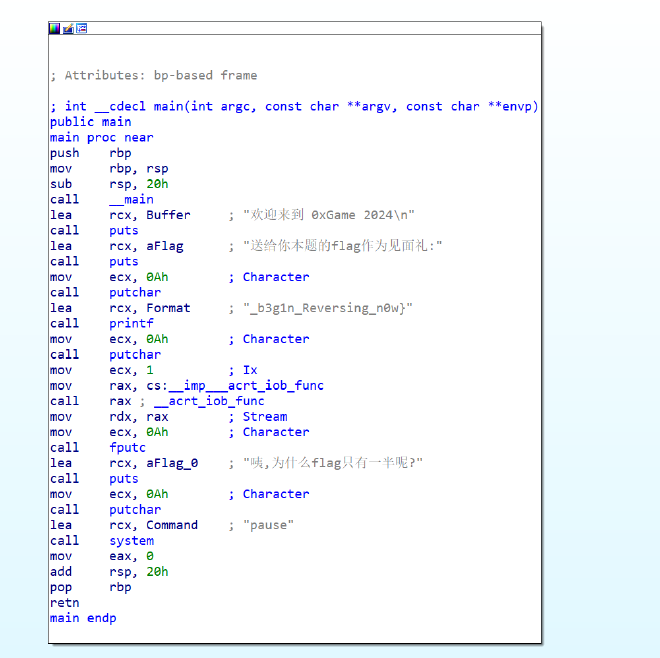 ; Attributes: bp-based frame
; int __cdecl main(int argc, const char **argv, const char **envp)
public main
main proc near
push rbp
mov rbp, rsp
sub rsp, 20h
call __main
lea rcx, Buffer ; "欢迎来到 0xGame 2024\n"
call puts
lea rcx, aFlag ; "送给你本题的flag作为见面礼:"
call puts
mov ecx, 0Ah ; Character
call putchar
lea rcx, Format ; "_b3g1n_Reversing_n0w}"
call printf
mov ecx, 0Ah ; Character
call putchar
mov ecx, 1 ; Ix
mov rax, cs:__imp___acrt_iob_func
call rax ; __acrt_iob_func
mov rdx, rax ; Stream
mov ecx, 0Ah ; Character
call fputc
lea rcx, aFlag_0 ; "咦,为什么flag只有一半呢?"
call puts
mov ecx, 0Ah ; Character
call putchar
lea rcx, Command ; "pause"
call system
mov eax, 0
add rsp, 20h
pop rbp
retn
main endp